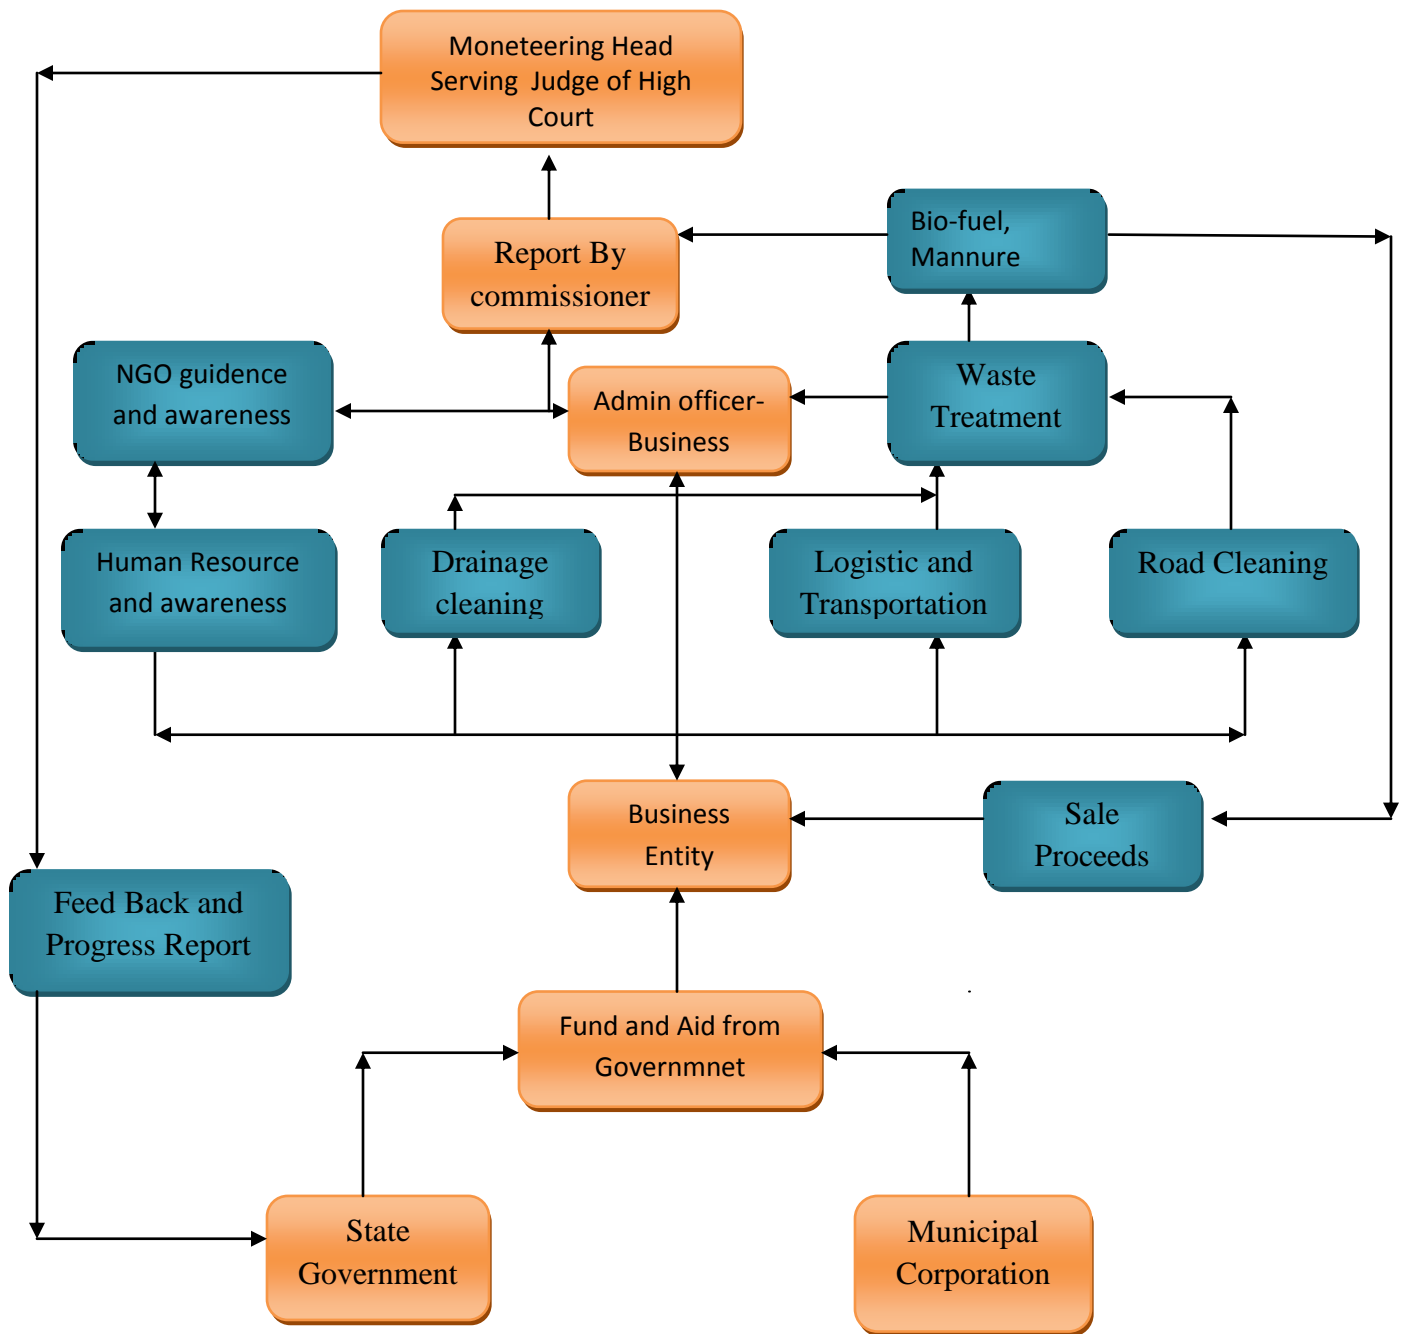 Moneteering Head
Serving Judge of High
Court
Bio-fuel,
Mannure
Report By
commissioner
NGO guidence
and awareness
Admin officer-
Business
Waste
Treatment
Human Resource
and awareness
Drainage
cleaning
Logistic and
Transportation
Road Cleaning
Business
Entity
Sale
Proceeds
Feed Back and
Progress Report
Fund and Aid from
Governmnet
State
Government
Municipal
Corporation